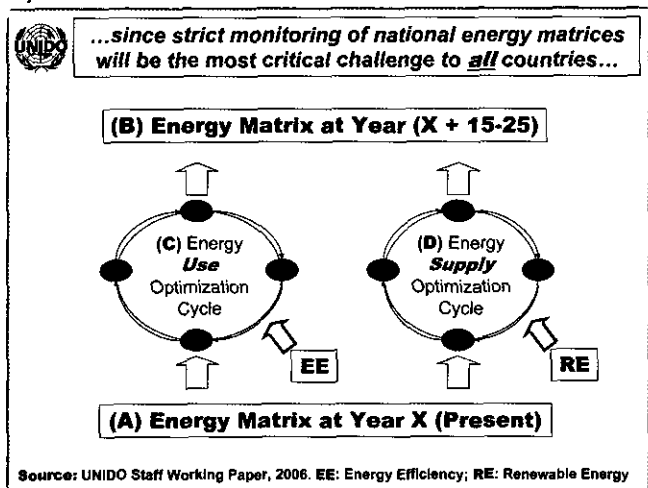 UNIDO
...since strict monitoring of national energy matrices
will be the most critical challenge to all countries...
(B) Energy Matrix at Year (X + 15-25)
(C) Energy
Use
Optimization
Cycle
EE
(D) Energy
Supply
Optimization
Cycle
RE
(A) Energy Matrix at Year X (Present)
Source: UNIDO Staff Working Paper, 2006. EE: Energy Efficiency; RE: Renewable Energy